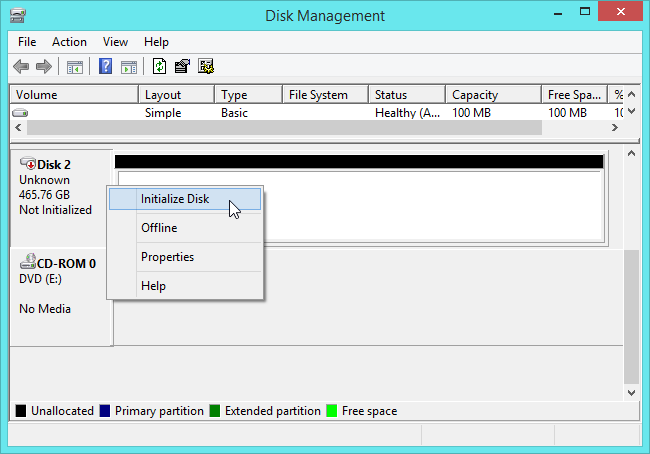 Disk Management
File Action View Help
Volume Layout Type File System Status Capacity Free Spa... %
Simple Basic Healthy (A... 100 MB 100 MB
Disk 2
Unknown
465.76 GB
Not Initialized
Initialize Disk
Offline
Properties
Help
CD-ROM 0
DVD (E:)
No Media
Unallocated Primary partition Extended partition Free space